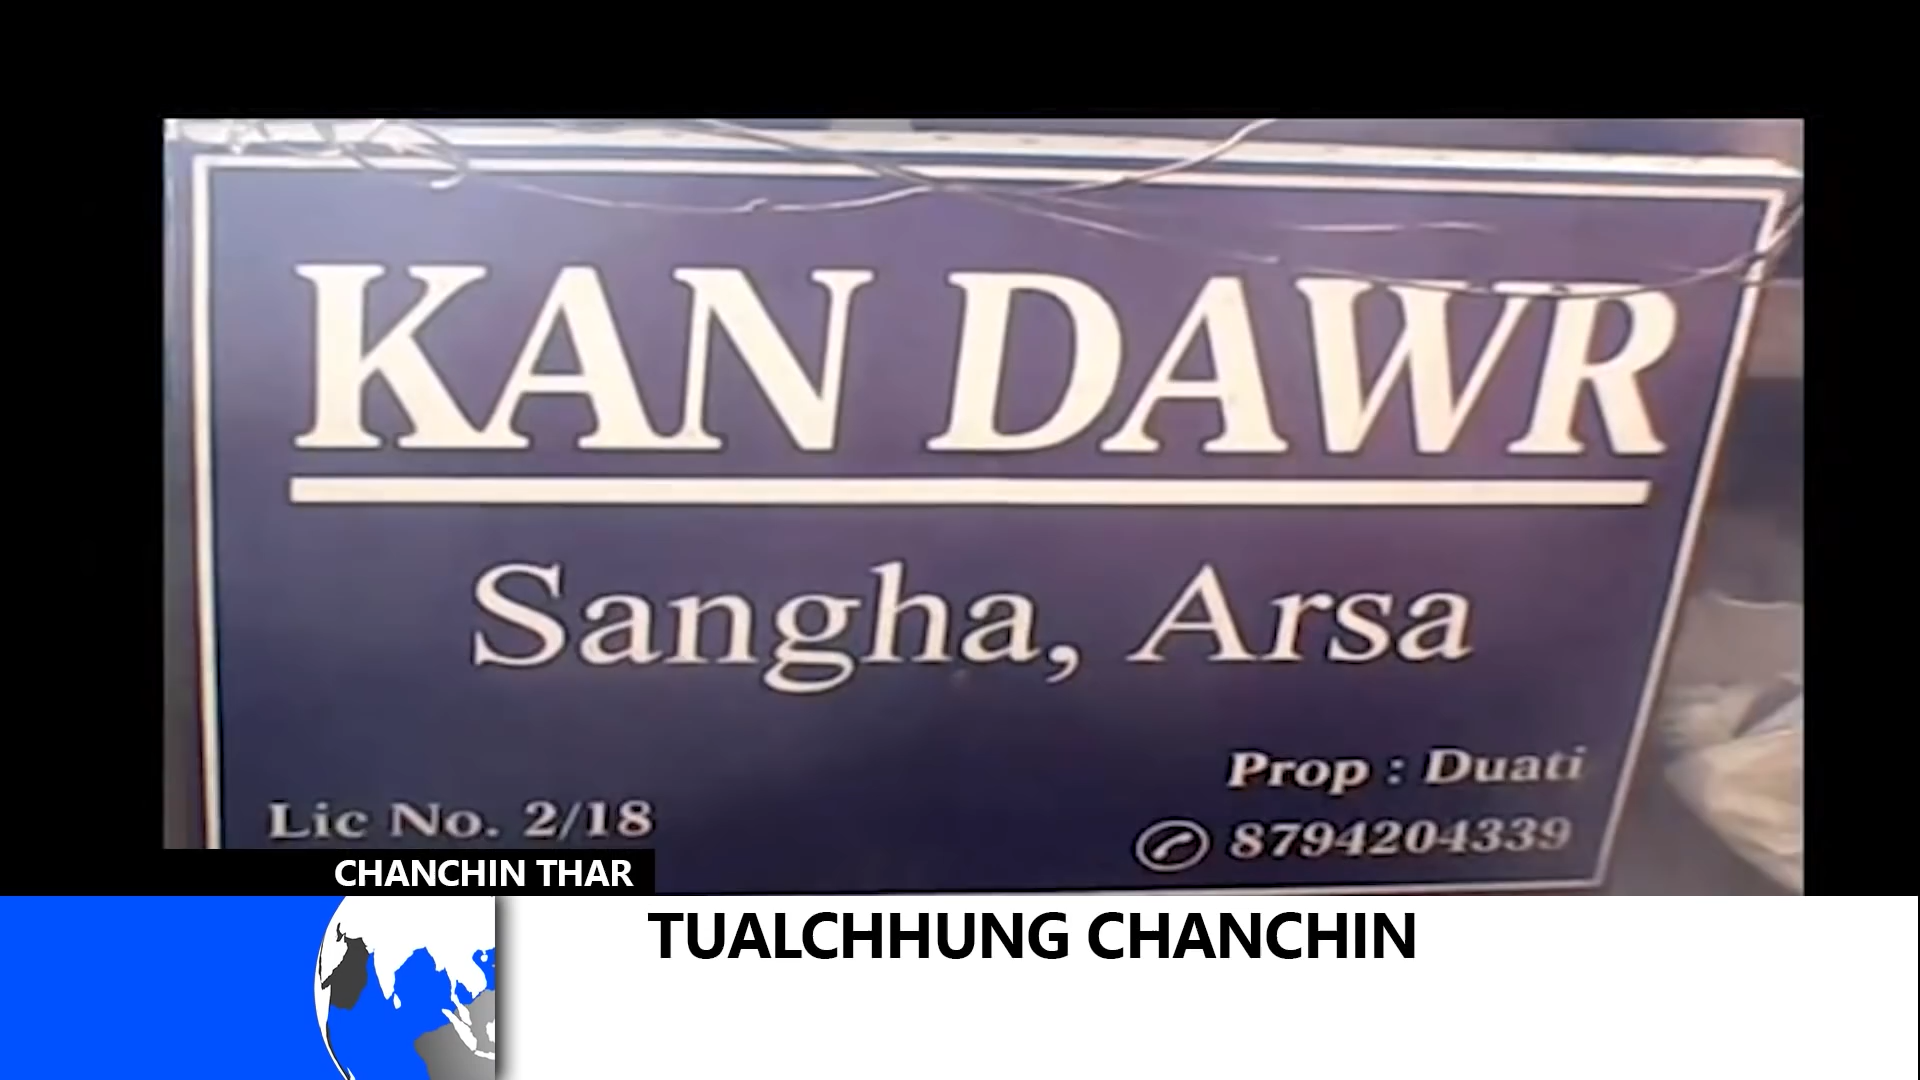 KAN DAWR
Sangha, Arsa
Prop : Duati
Lic No. 2/18
8794204339
CHANCHIN THAR
TUALCHHUNG CHANCHIN